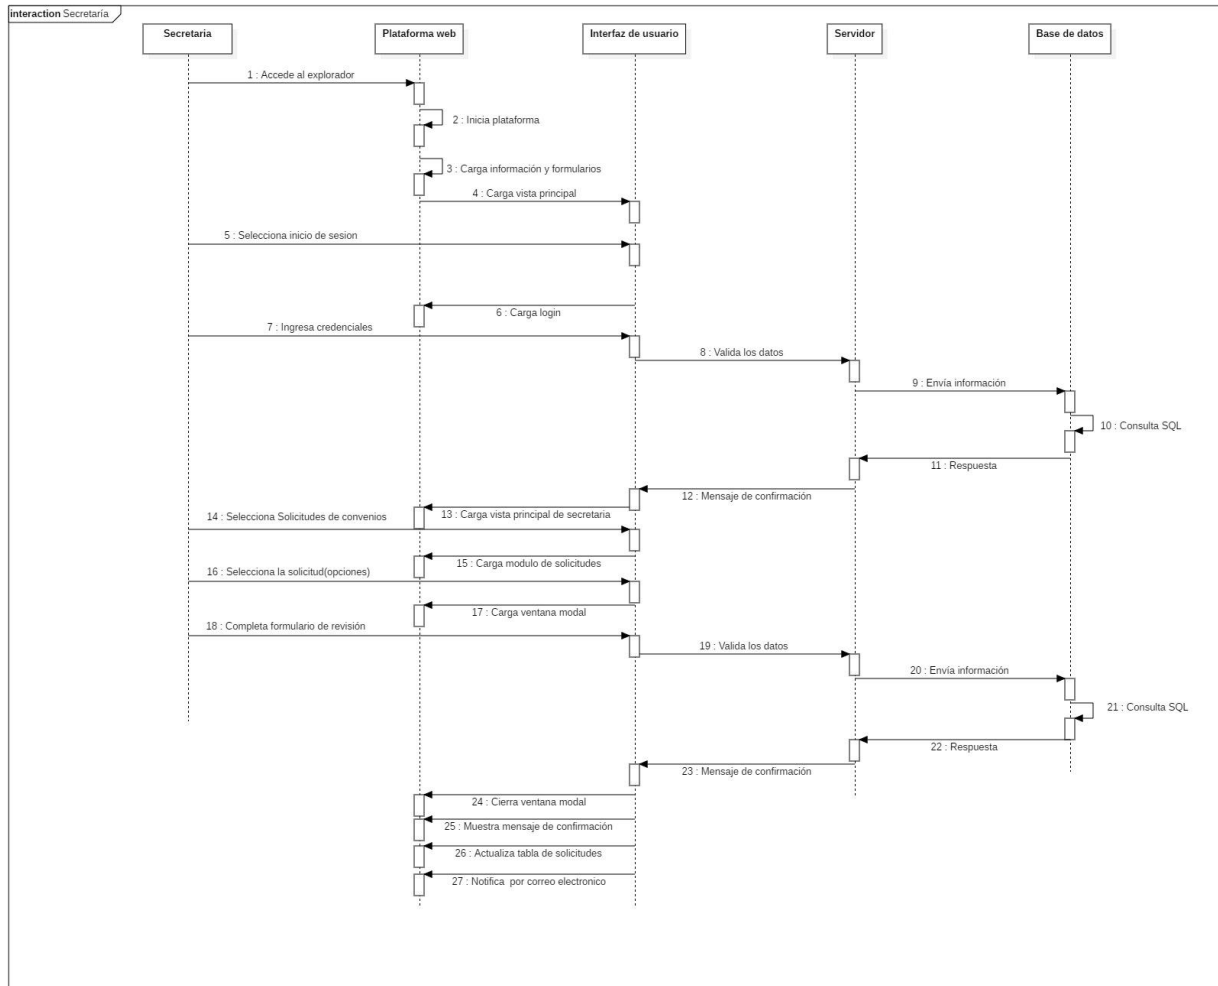 interaction Secretaría
Secretaria
Plataforma web
Interfaz de usuario
Servidor
Base de datos
1 : Accede al explorador
2 : Inicia plataforma
3 : Carga información y formularios
4 : Carga vista principal
5 : Selecciona inicio de sesion
6 : Carga login
7 : Ingresa credenciales
8 : Valida los datos
9 : Envía información
10 : Consulta SQL
11 : Respuesta
12 : Mensaje de confirmación
13 : Carga vista principal de secretaria
14 : Selecciona Solicitudes de convenios
15 : Carga modulo de solicitudes
16 : Selecciona la solicitud(opciones)
17 : Carga ventana modal
18 : Completa formulario de revisión
19 : Valida los datos
20 : Envía información
21 : Consulta SQL
22 : Respuesta
23 : Mensaje de confirmación
24 : Cierra ventana modal
25 : Muestra mensaje de confirmación
26 : Actualiza tabla de solicitudes
27 : Notifica por correo electronico